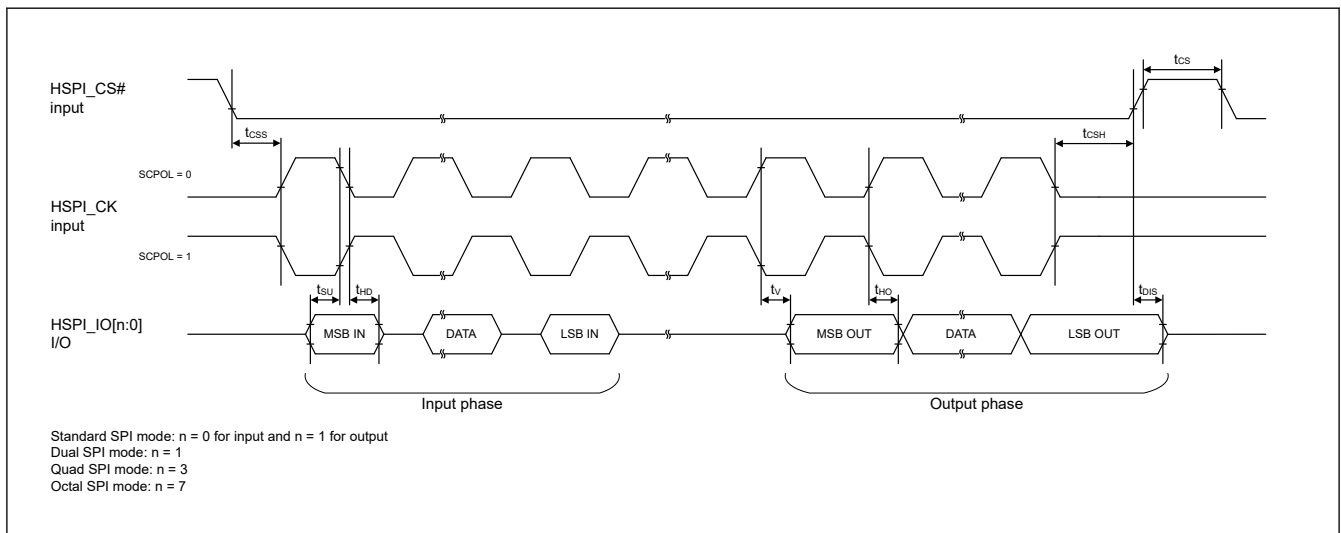 tcs
HSPI_CS#
input
tcss
tCSH
SCPOL = 0
HSPI_CK
input
SCPOL = 1
tSU
tHD
tV
tHO
tDIS
HSPI_IO[n:0]
I/O
MSB IN
DATA
LSB IN
MSB OUT
DATA
LSB OUT
Input phase
Output phase
Standard SPI mode: n = 0 for input and n = 1 for output
Dual SPI mode: n = 1
Quad SPI mode: n = 3
Octal SPI mode: n = 7